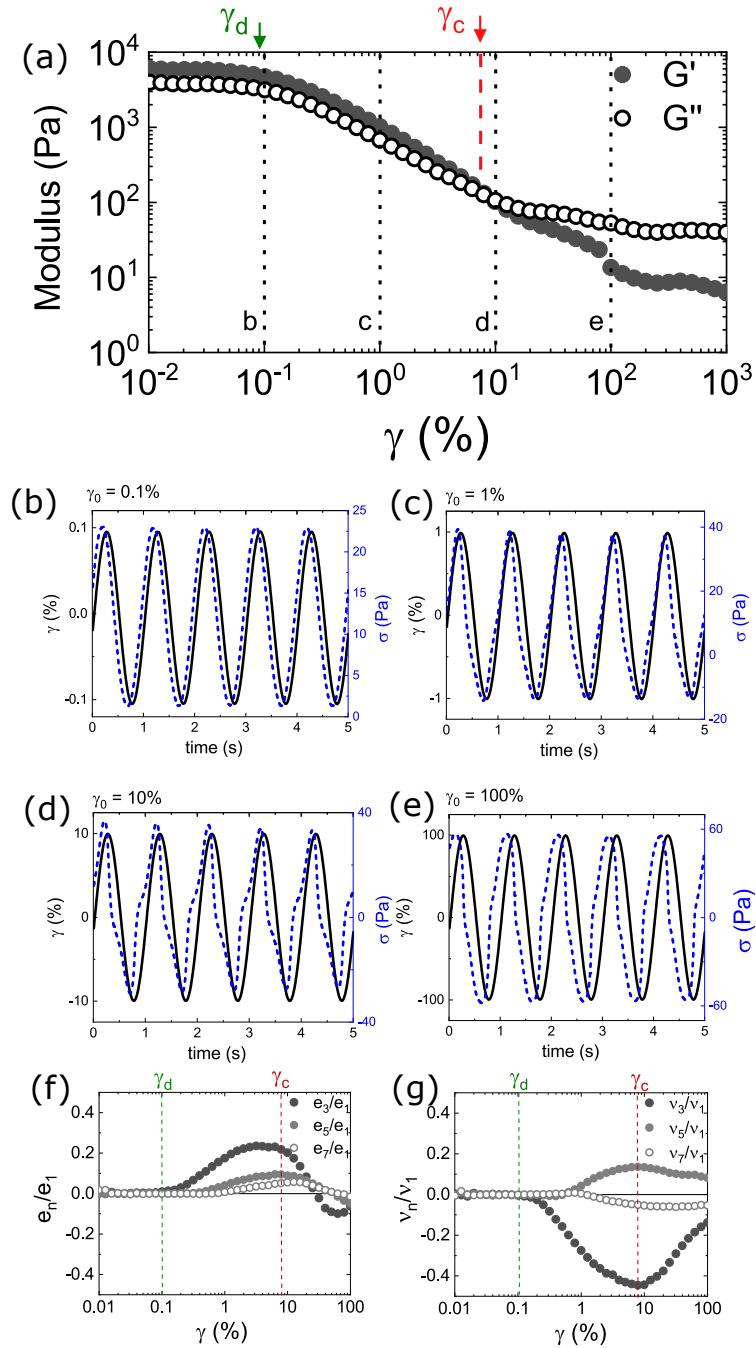 γd γc
(a)
Modulus (Pa)
10⁴
10³
10²
10¹
10⁰
G'
G"
b c d e
10⁻² 10⁻¹ 10⁰ 10¹ 10² 10³
γ (%)
(b) γ₀ = 0.1%
γ (%)
0.1
0.0
-0.1
25
20
15
10
5
0
σ (Pa)
0 1 2 3 4 5
time (s)
(c) γ₀ = 1%
γ (%)
1
0
-1
40
20
0
-20
σ (Pa)
0 1 2 3 4 5
time (s)
(d) γ₀ = 10%
γ (%)
10
0
-10
40
0
-40
σ (Pa)
0 1 2 3 4 5
time (s)
(e) γ₀ = 100%
γ (%)
100
0
-100
60
0
-60
σ (Pa)
0 1 2 3 4 5
time (s)
(f) γd γc
eₙ/e₁
0.4
0.2
0.0
-0.2
-0.4
e₃/e₁
e₅/e₁
e₇/e₁
0.01 0.1 1 10 100
γ (%)
(g) γd γc
νₙ/ν₁
0.4
0.2
0.0
-0.2
-0.4
ν₃/ν₁
ν₅/ν₁
ν₇/ν₁
0.01 0.1 1 10 100
γ (%)